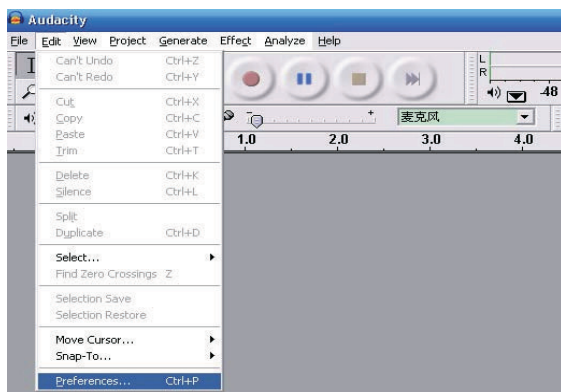 Audacity
File Edit View Project Generate Effect Analyze Help
Can't Undo Ctrl+Z
Can't Redo Ctrl+Y
Cut Ctrl+X
Copy Ctrl+C
Paste Ctrl+V
Trim Ctrl+T
Delete Ctrl+K
Silence Ctrl+L
Split
Duplicate Ctrl+D
Select...
Find Zero Crossings Z
Selection Save
Selection Restore
Move Cursor...
Snap-To...
Preferences... Ctrl+P
L
R
-48
- +
麦克风
1.0 2.0 3.0 4.0